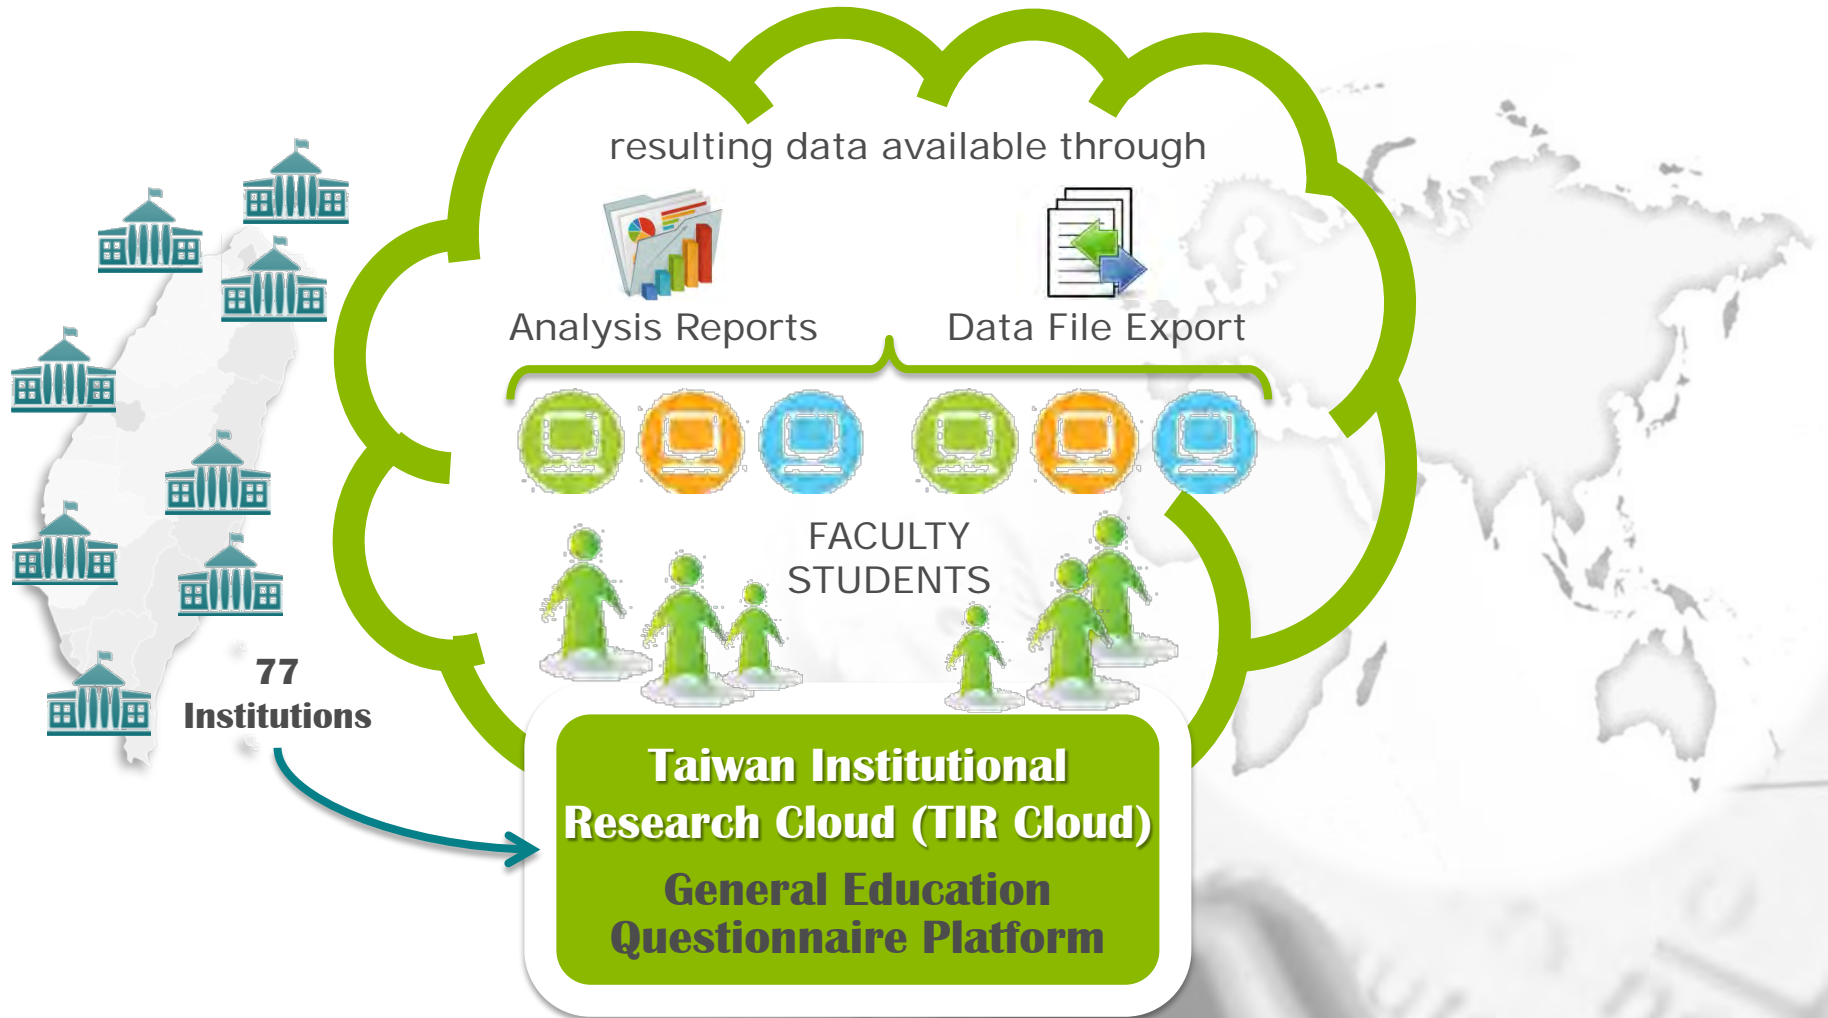 resulting data available through
Analysis Reports
Data File Export
FACULTY
STUDENTS
77
Institutions
Taiwan Institutional
Research Cloud (TIR Cloud)
General Education
Questionnaire Platform